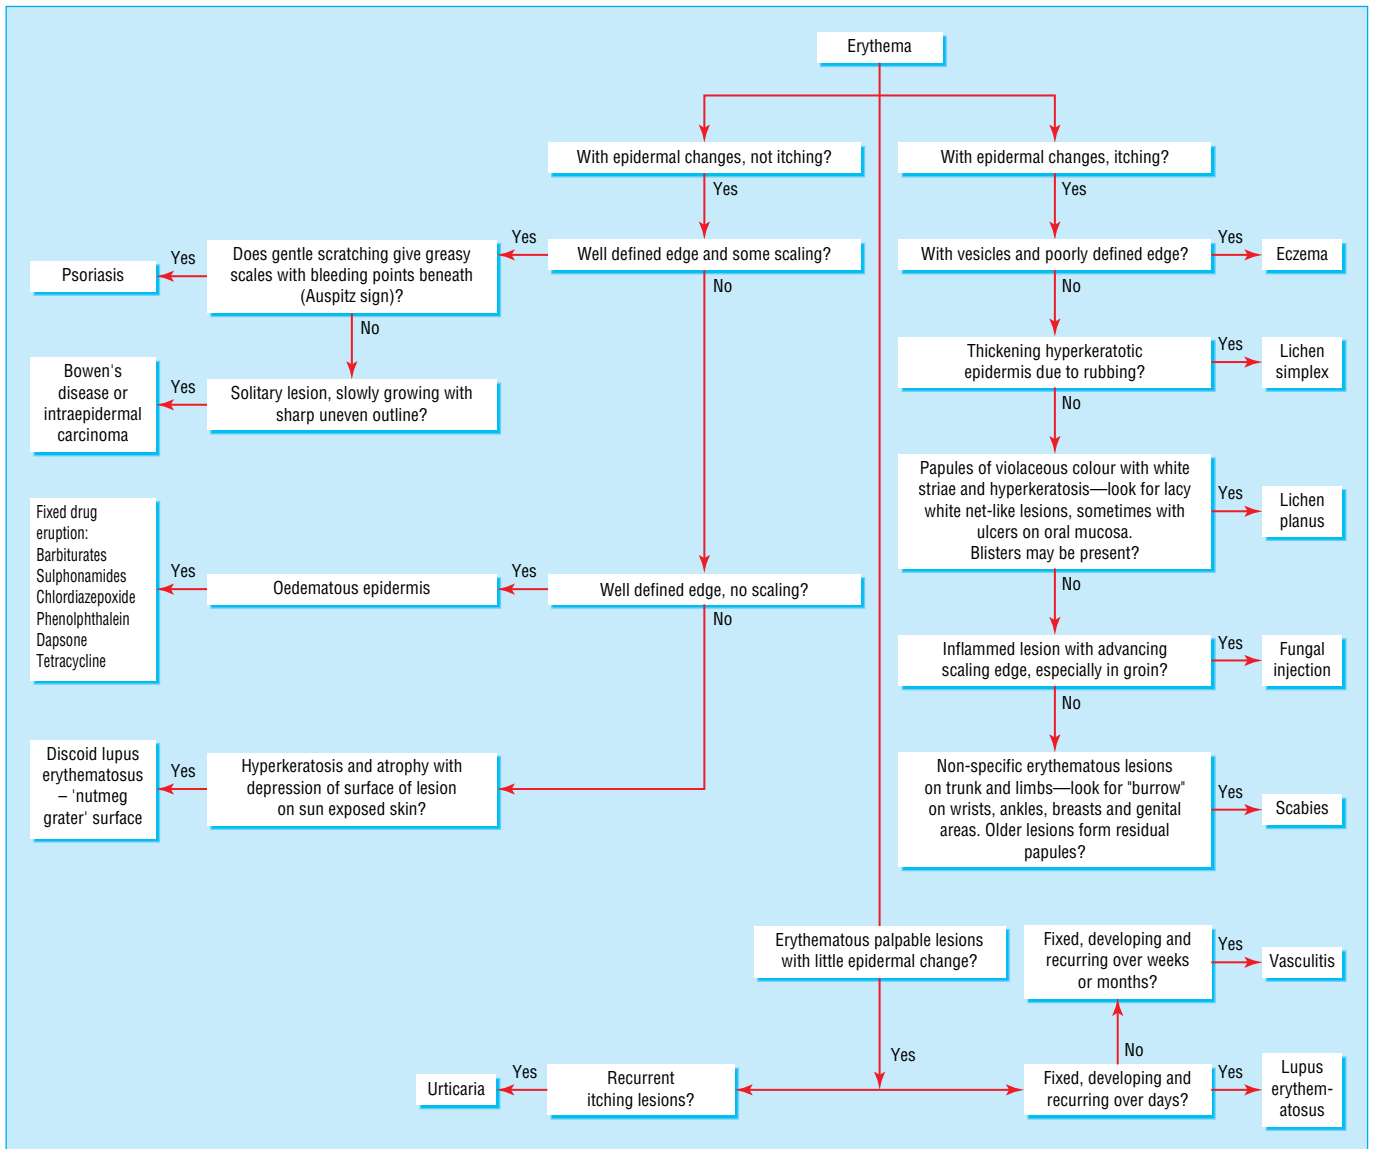 Erythema
With epidermal changes, not itching?
With epidermal changes, itching?
Yes
Yes
Well defined edge and some scaling?
Yes
Does gentle scratching give greasy
scales with bleeding points beneath
(Auspitz sign)?
Yes
Psoriasis
No
Solitary lesion, slowly growing with
sharp uneven outline?
Yes
Bowen's
disease or
intraepidermal
carcinoma
No
Well defined edge, no scaling?
Yes
Oedematous epidermis
Yes
Fixed drug
eruption:
Barbiturates
Sulphonamides
Chlordiazepoxide
Phenolphthalein
Dapsone
Tetracycline
No
Hyperkeratosis and atrophy with
depression of surface of lesion
on sun exposed skin?
Yes
Discoid lupus
erythematosus
– 'nutmeg
grater' surface
With vesicles and poorly defined edge?
Yes
Eczema
No
Thickening hyperkeratotic
epidermis due to rubbing?
Yes
Lichen
simplex
No
Papules of violaceous colour with white
striae and hyperkeratosis—look for lacy
white net-like lesions, sometimes with
ulcers on oral mucosa.
Blisters may be present?
Yes
Lichen
planus
No
Inflammed lesion with advancing
scaling edge, especially in groin?
Yes
Fungal
injection
No
Non-specific erythematous lesions
on trunk and limbs—look for "burrow"
on wrists, ankles, breasts and genital
areas. Older lesions form residual
papules?
Yes
Scabies
Erythematous palpable lesions
with little epidermal change?
Yes
Recurrent
itching lesions?
Yes
Urticaria
Fixed, developing and
recurring over days?
Yes
Lupus
erythem-
atosus
No
Fixed, developing and
recurring over weeks
or months?
Yes
Vasculitis